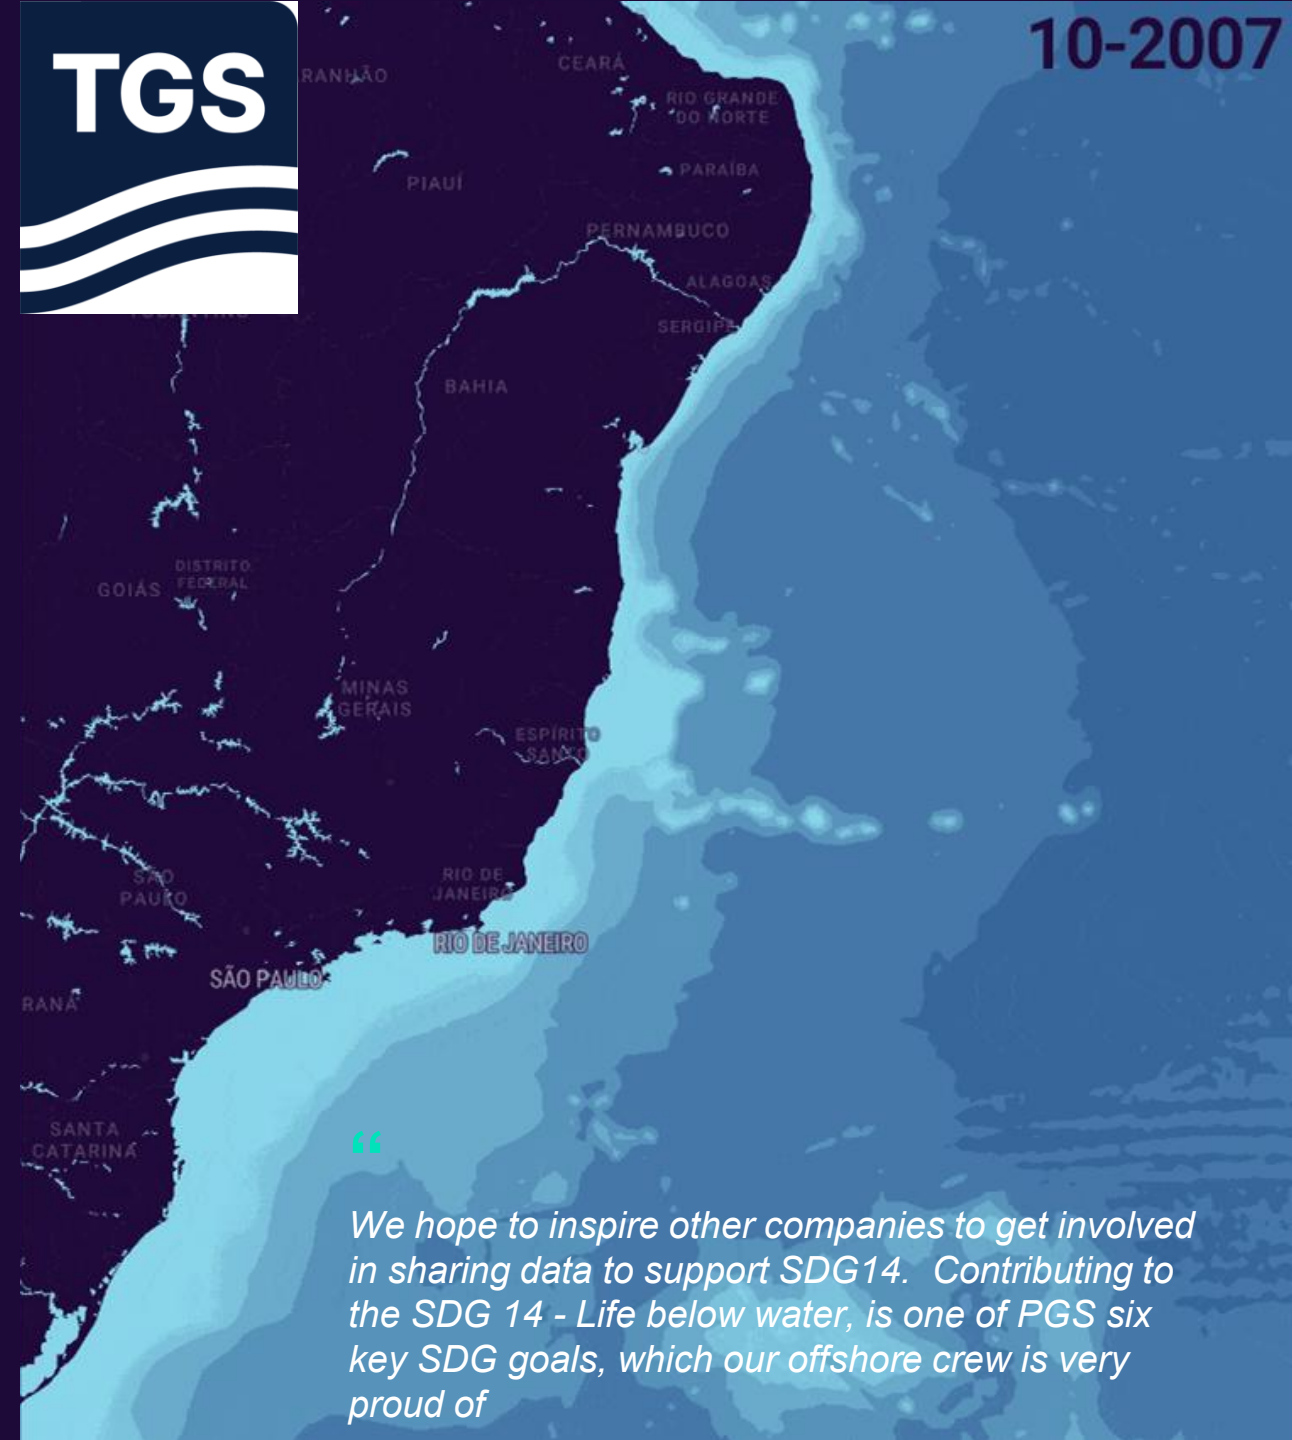 TGS
10-2007
CEARÁ
RANHÃO
RIO GRANDE
DO NORTE
PARAÍBA
PIAUÍ
PERNAMBUCO
ALAGOAS
SERGIPE
BAHIA
DISTRITO
FEDERAL
GOIÁS
MINAS
GERAIS
ESPÍRITO
SANTO
RIO DE
JANEIRO
SÃO
PAULO
RIO DE JANEIRO
SÃO PAULO
RANÁ
SANTA
CATARINA
“
We hope to inspire other companies to get involved
in sharing data to support SDG14.  Contributing to
the SDG 14 - Life below water, is one of PGS six
key SDG goals, which our offshore crew is very
proud of